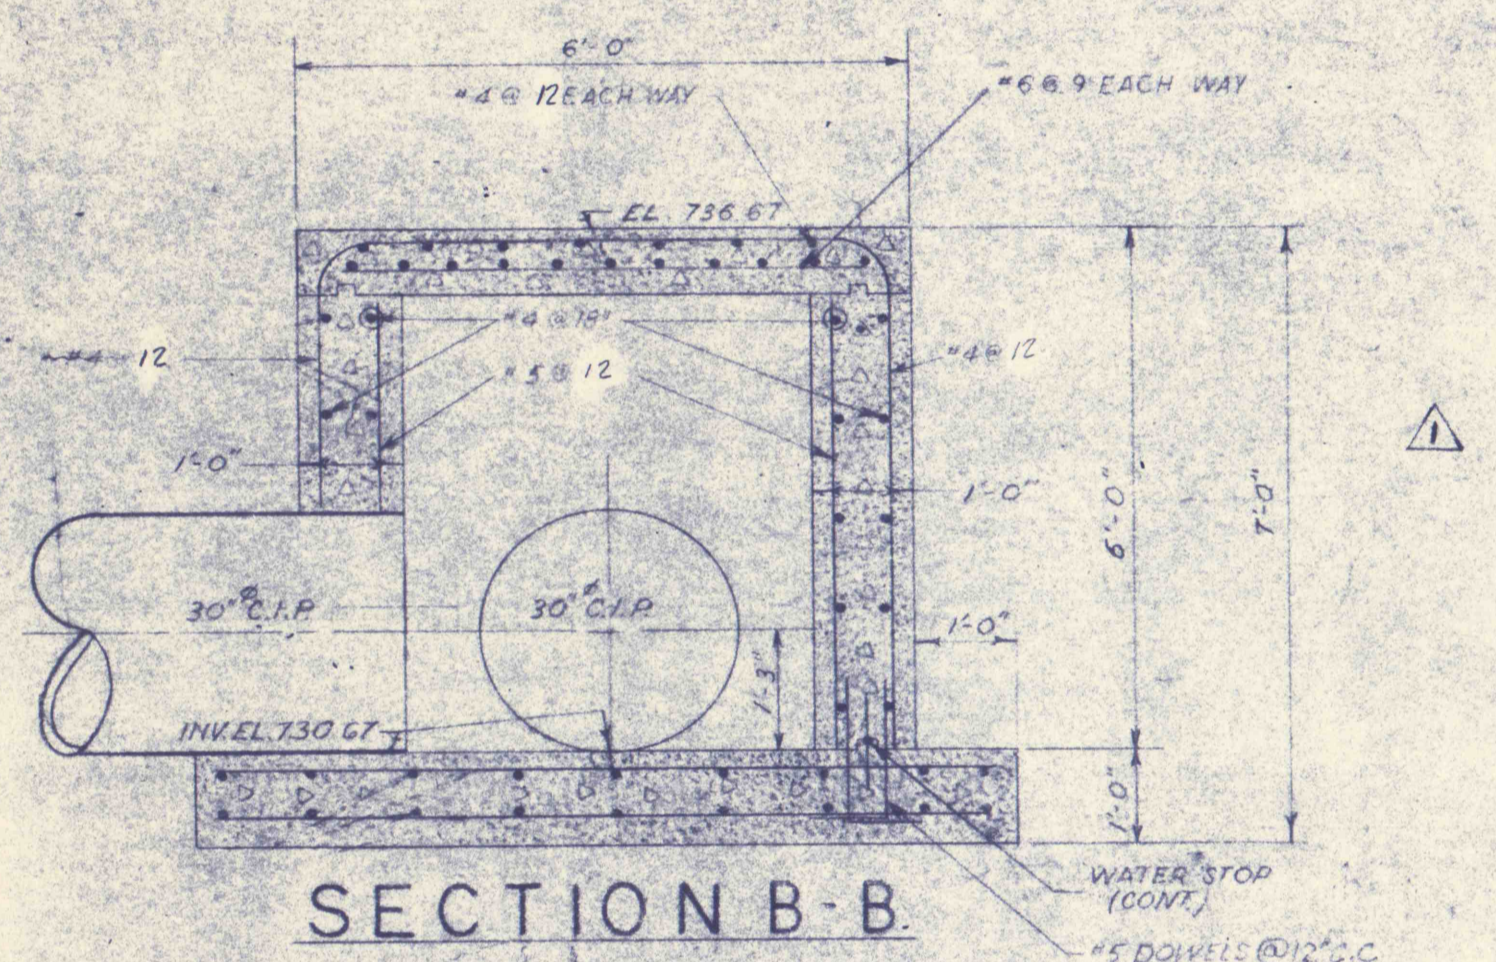 6'-0"
"4 @ 12 EACH WAY
"6 @ 9 EACH WAY
EL. 736.67
"4 @ 18"
12
"4 @ 12
"5 @ 12
1
1'-0"
1'-0"
6'-0"
7'-0"
30"ø C.I.P.
30"ø C.I.P.
1'-0"
1'-3"
INV. EL. 730.67
1'-0"
WATER STOP
(CONT.)
SECTION B-B.
"5 DOWELS @ 12" C.C.